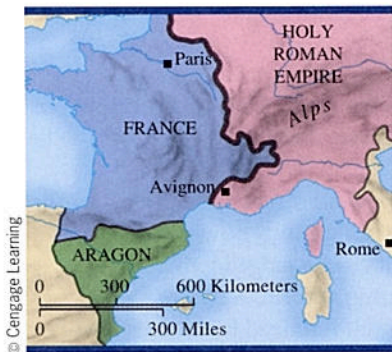 HOLY
ROMAN
EMPIRE
Paris
Alps
FRANCE
Avignon
ARAGON
Rome
0 300 600 Kilometers
0 300 Miles
© Cengage Learning